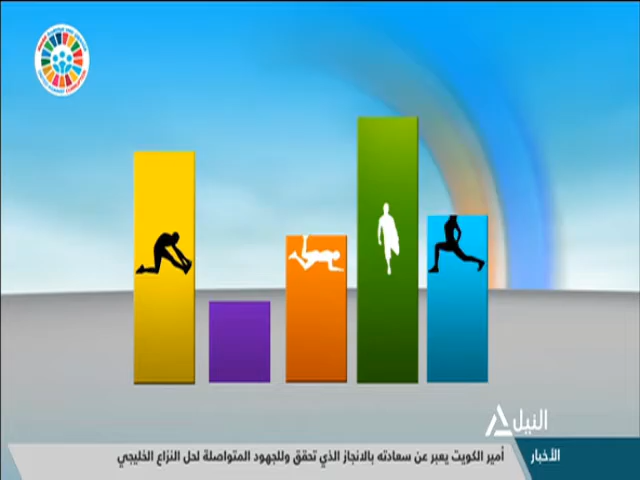 النيل
الأخبار
أمير الكويت يعبر عن سعادته بالانجاز الذي تحقق وللجهود المتواصلة لحل النزاع الخليجي